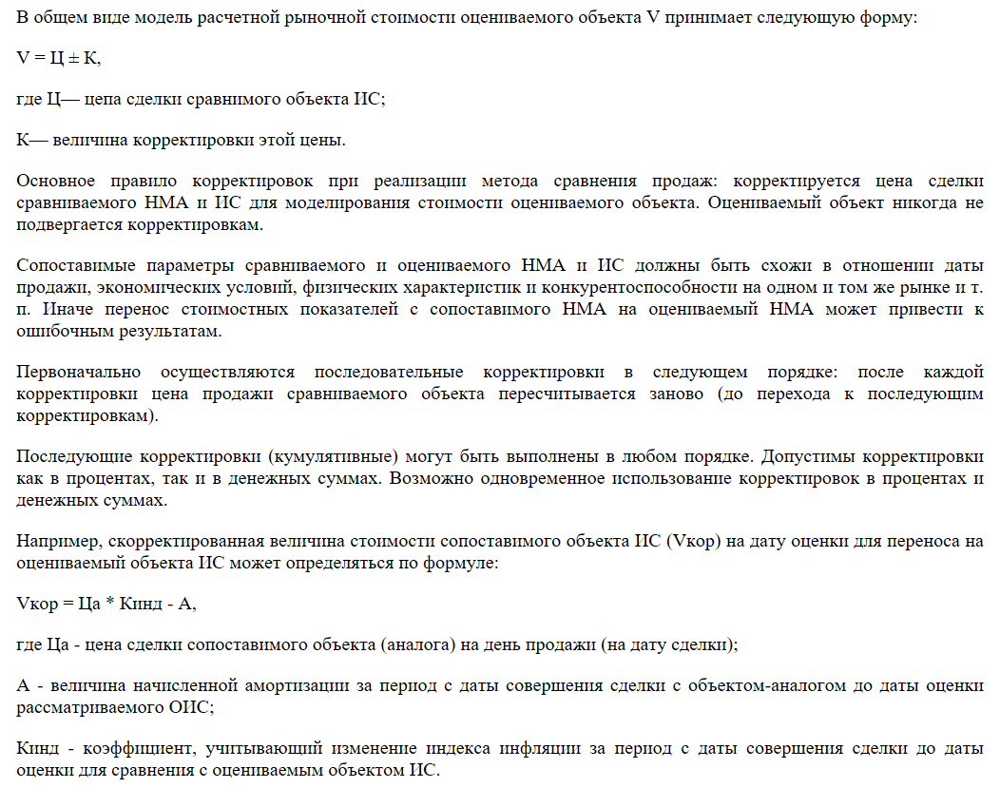 В общем виде модель расчетной рыночной стоимости оцениваемого объекта V принимает следующую форму:
V = Ц ± К,
где Ц— цепа сделки сравнимого объекта ИС;
К— величина корректировки этой цены.
Основное правило корректировок при реализации метода сравнения продаж: корректируется цена сделки
сравниваемого НМА и ИС для моделирования стоимости оцениваемого объекта. Оцениваемый объект никогда не
подвергается корректировкам.
Сопоставимые параметры сравниваемого и оцениваемого НМА и ИС должны быть схожи в отношении даты
продажи, экономических условий, физических характеристик и конкурентоспособности на одном и том же рынке и т.
п. Иначе перенос стоимостных показателей с сопоставимого НМА на оцениваемый НМА может привести к
ошибочным результатам.
Первоначально осуществляются последовательные корректировки в следующем порядке: после каждой
корректировки цена продажи сравниваемого объекта пересчитывается заново (до перехода к последующим
корректировкам).
Последующие корректировки (кумулятивные) могут быть выполнены в любом порядке. Допустимы корректировки
как в процентах, так и в денежных суммах. Возможно одновременное использование корректировок в процентах и
денежных суммах.
Например, скорректированная величина стоимости сопоставимого объекта ИС (Vкор) на дату оценки для переноса на
оцениваемый объекта ИС может определяться по формуле:
Vкор = Ца * Кинд - А,
где Ца - цена сделки сопоставимого объекта (аналога) на день продажи (на дату сделки);
А - величина начисленной амортизации за период с даты совершения сделки с объектом-аналогом до даты оценки
рассматриваемого ОИС;
Кинд - коэффициент, учитывающий изменение индекса инфляции за период с даты совершения сделки до даты
оценки для сравнения с оцениваемым объектом ИС.